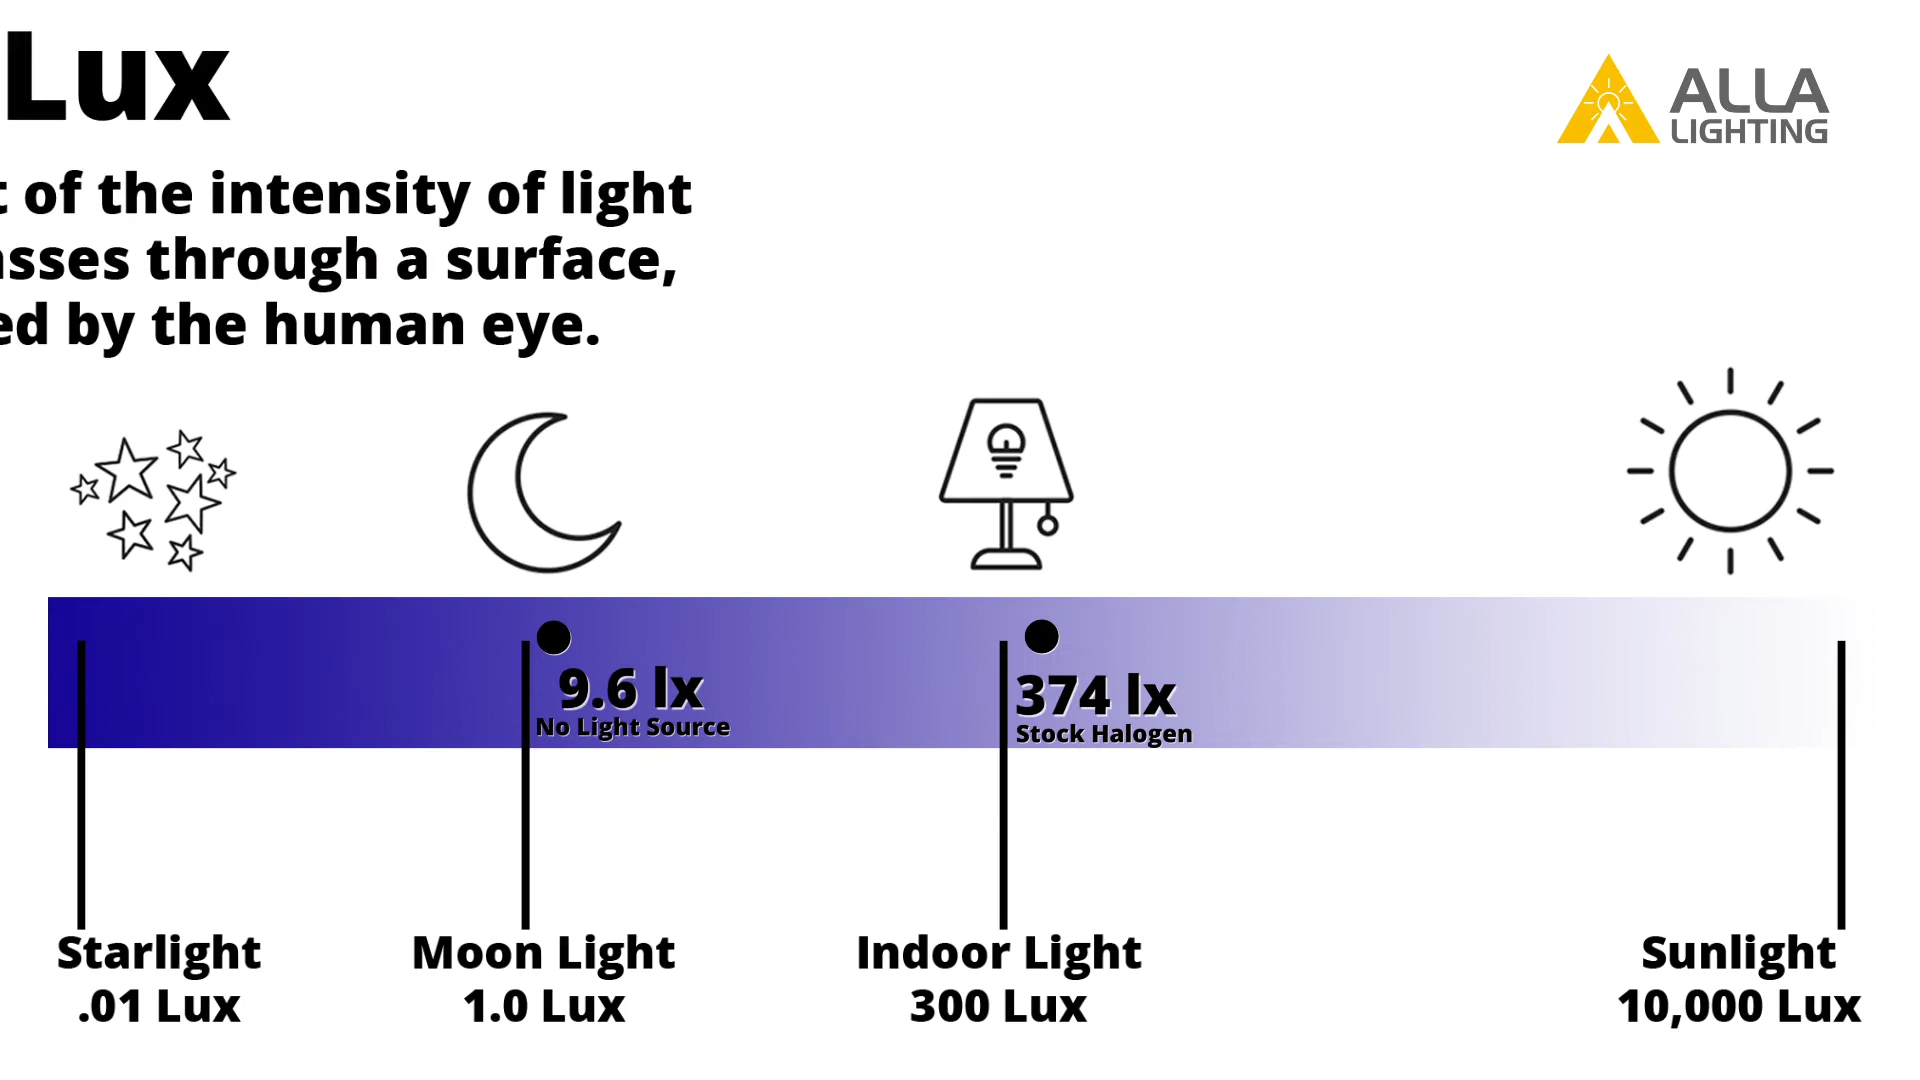 Lux
ALLA
LIGHTING
of the intensity of light
through a surface,
by the human eye.
9.6 lx
No Light Source
374 lx
Stock Halogen
Starlight
.01 Lux
Moon Light
1.0 Lux
Indoor Light
300 Lux
Sunlight
10,000 Lux